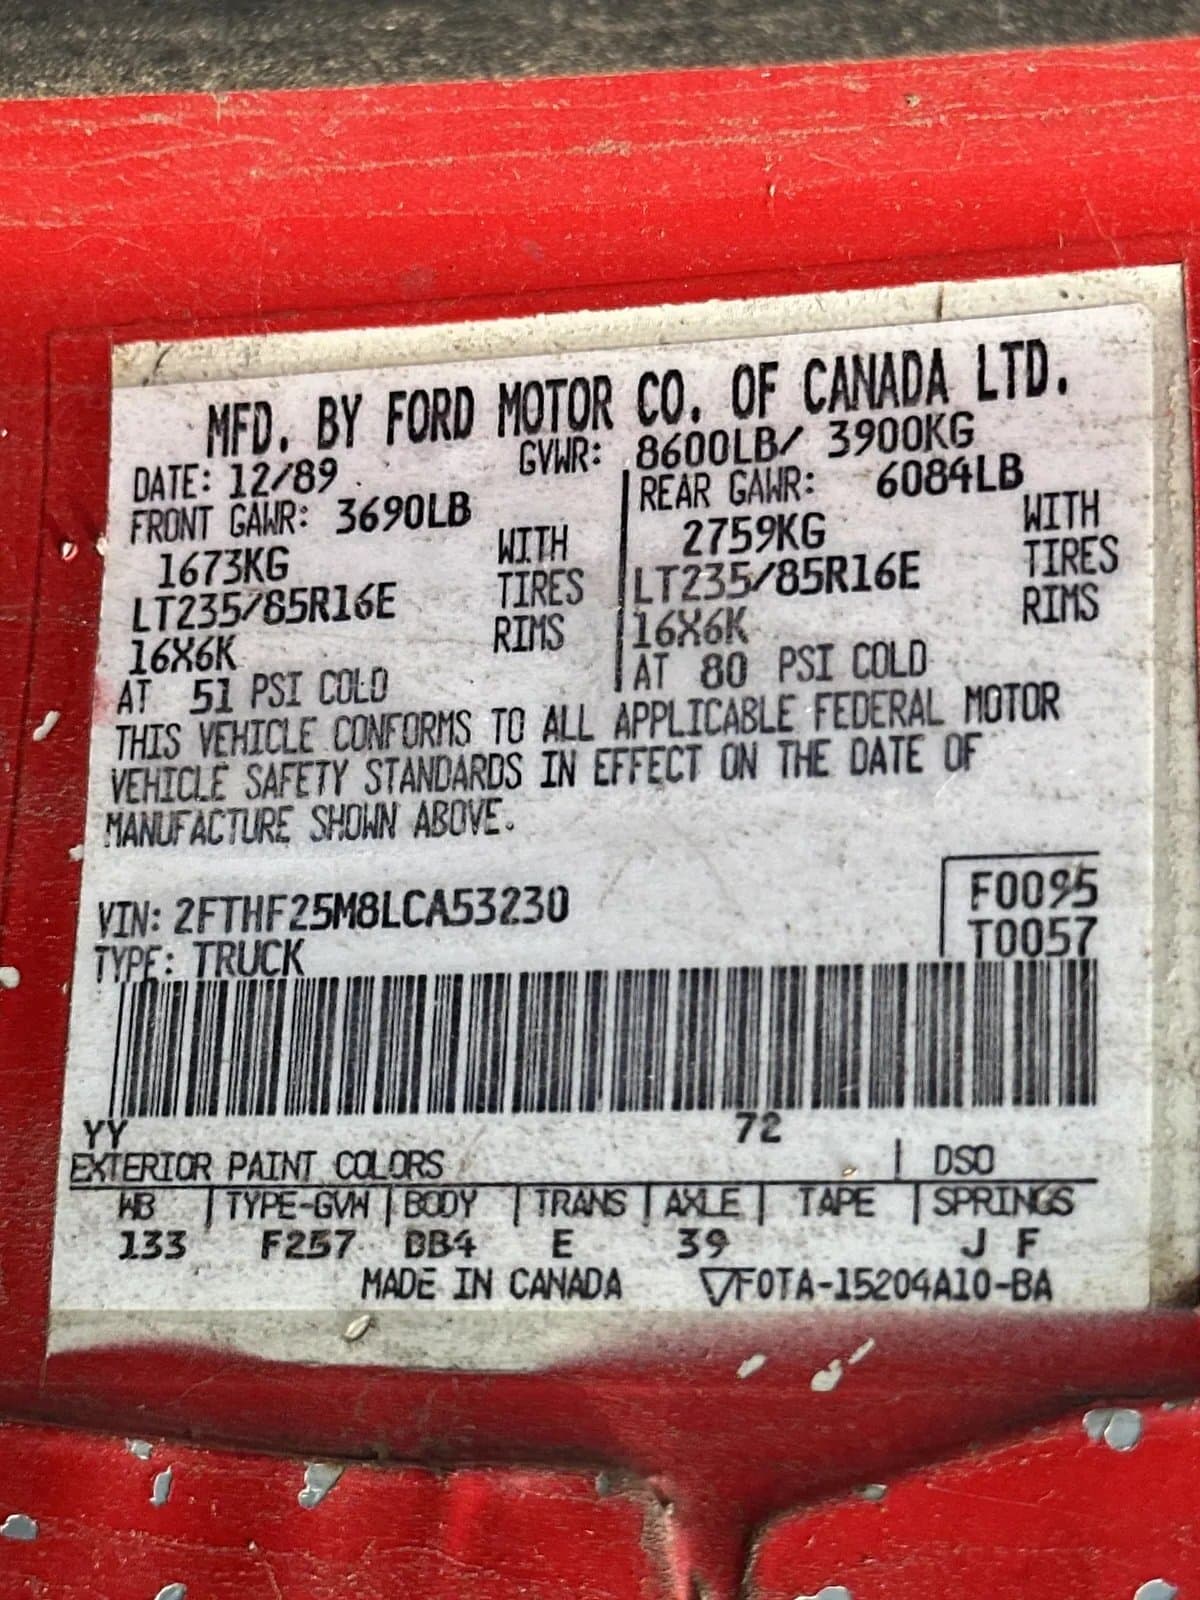 MFD. BY FORD MOTOR CO. OF CANADA LTD.
DATE: 12/89 GVWR: 8600LB/ 3900KG
FRONT GAWR: 3690LB REAR GAWR: 6084LB
1673KG WITH 2759KG WITH
LT235/85R16E TIRES LT235/85R16E TIRES
16X6K RIMS 16X6K RIMS
AT 51 PSI COLD AT 80 PSI COLD
THIS VEHICLE CONFORMS TO ALL APPLICABLE FEDERAL MOTOR
VEHICLE SAFETY STANDARDS IN EFFECT ON THE DATE OF
MANUFACTURE SHOWN ABOVE.
F0095
VIN: 2FTHF25M8LCA53230 T0057
TYPE: TRUCK
YY 72
EXTERIOR PAINT COLORS DSO
WB TYPE-GVW BODY TRANS AXLE TAPE SPRINGS
133 F257 BB4 E 39 J F
MADE IN CANADA ▽F0TA-15204A10-BA